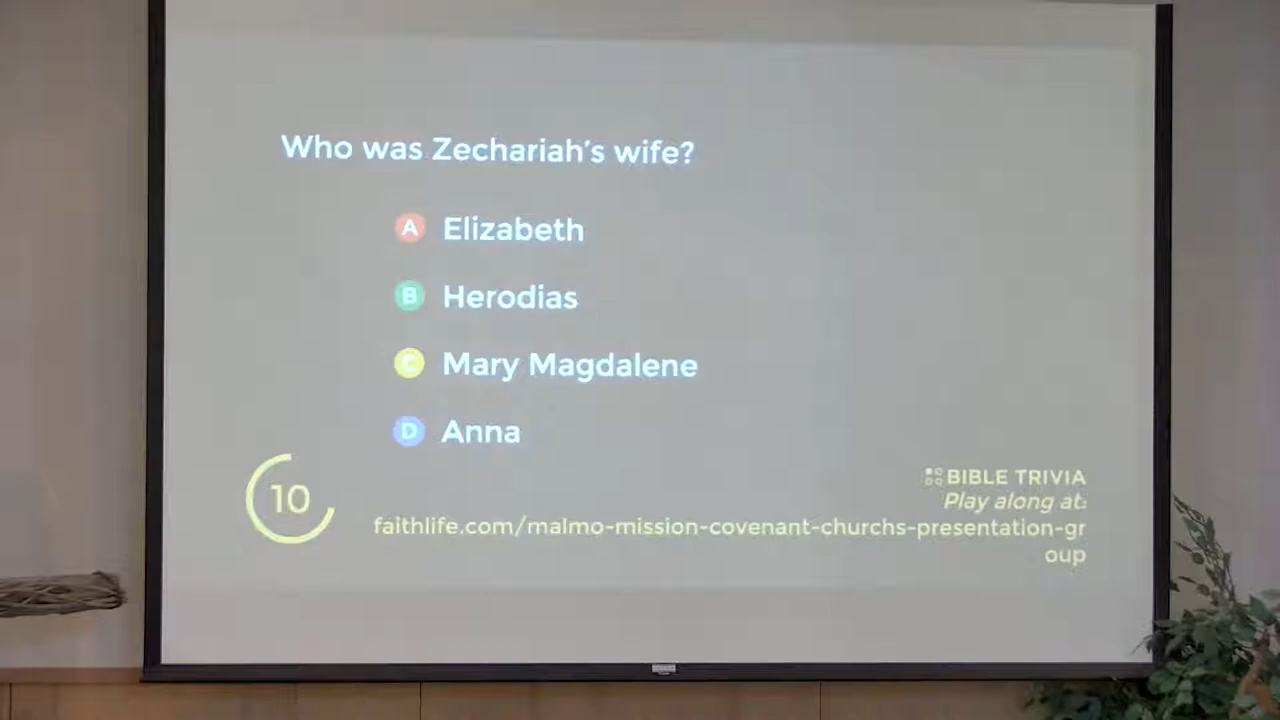 Who was Zechariah's wife?
A Elizabeth
B Herodias
C Mary Magdalene
D Anna
10
BIBLE TRIVIA
Play along at:
faithlife.com/malmo-mission-covenant-churchs-presentation-gr
oup